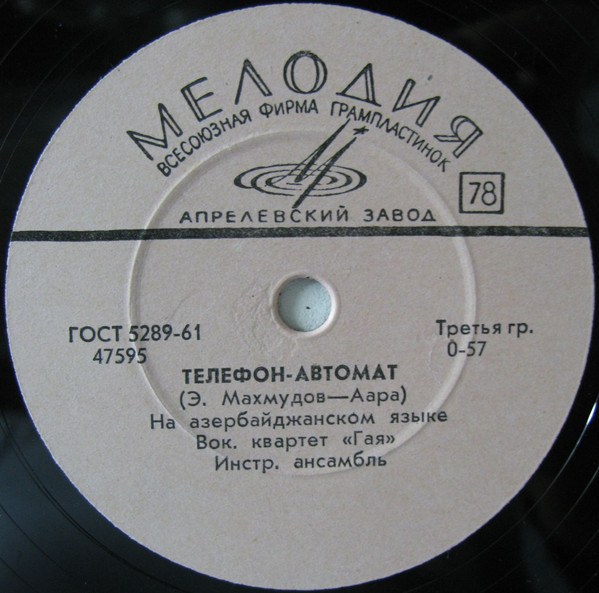 МЕЛОДИЯ
ВСЕСОЮЗНАЯ ФИРМА ГРАМПЛАСТИНОК
78
АПРЕЛЕВСКИЙ ЗАВОД
ГОСТ 5289-61
47595
Третья гр.
0-57
ТЕЛЕФОН-АВТОМАТ
(Э. Махмудов—Аара)
На азербайджанском языке
Вок. квартет «Гая»
Инстр. ансамбль